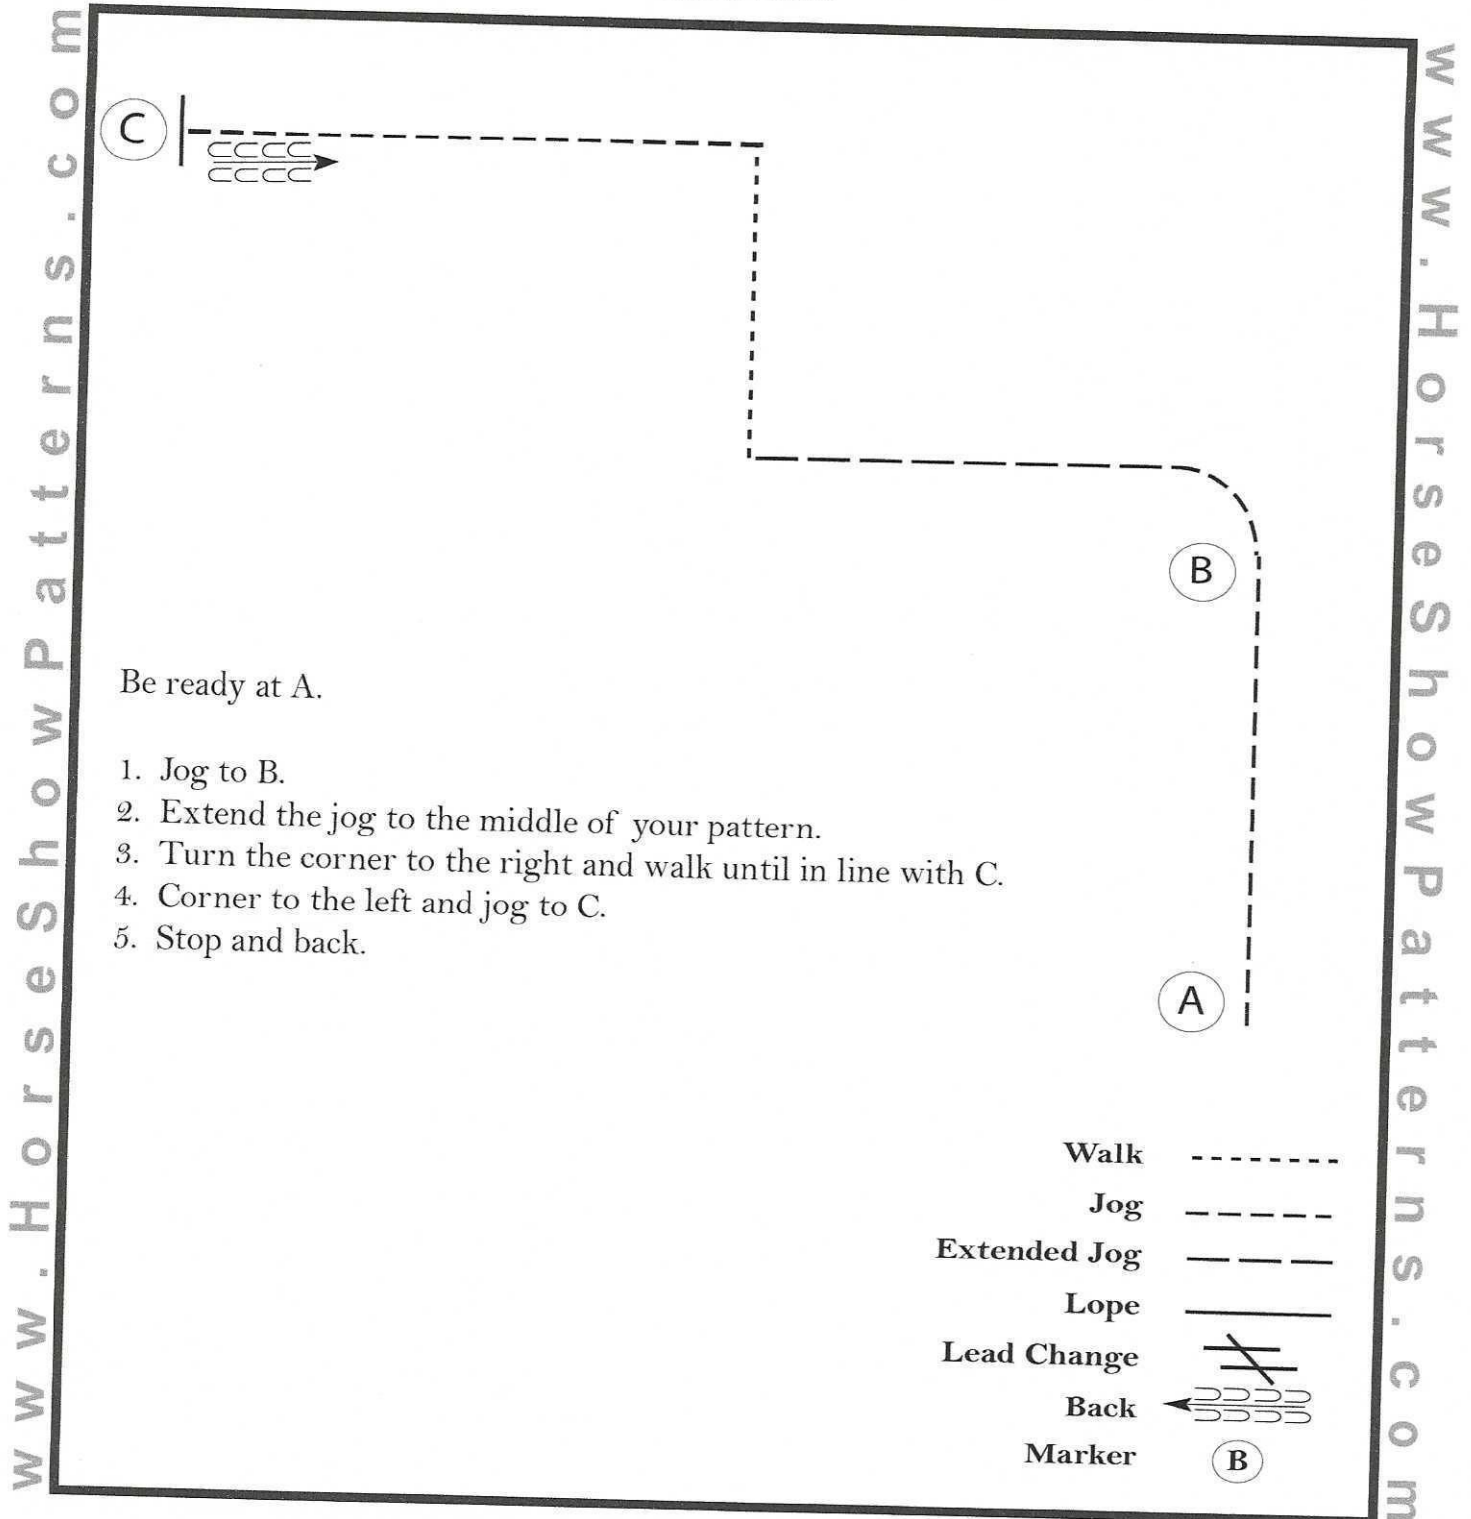 www.HorseShowPatterns.com
www.HorseShowPatterns.com
C
B
Be ready at A.
1. Jog to B.
2. Extend the jog to the middle of your pattern.
3. Turn the corner to the right and walk until in line with C.
4. Corner to the left and jog to C.
5. Stop and back.
A
Walk
Jog
Extended Jog
Lope
Lead Change
Back
Marker B